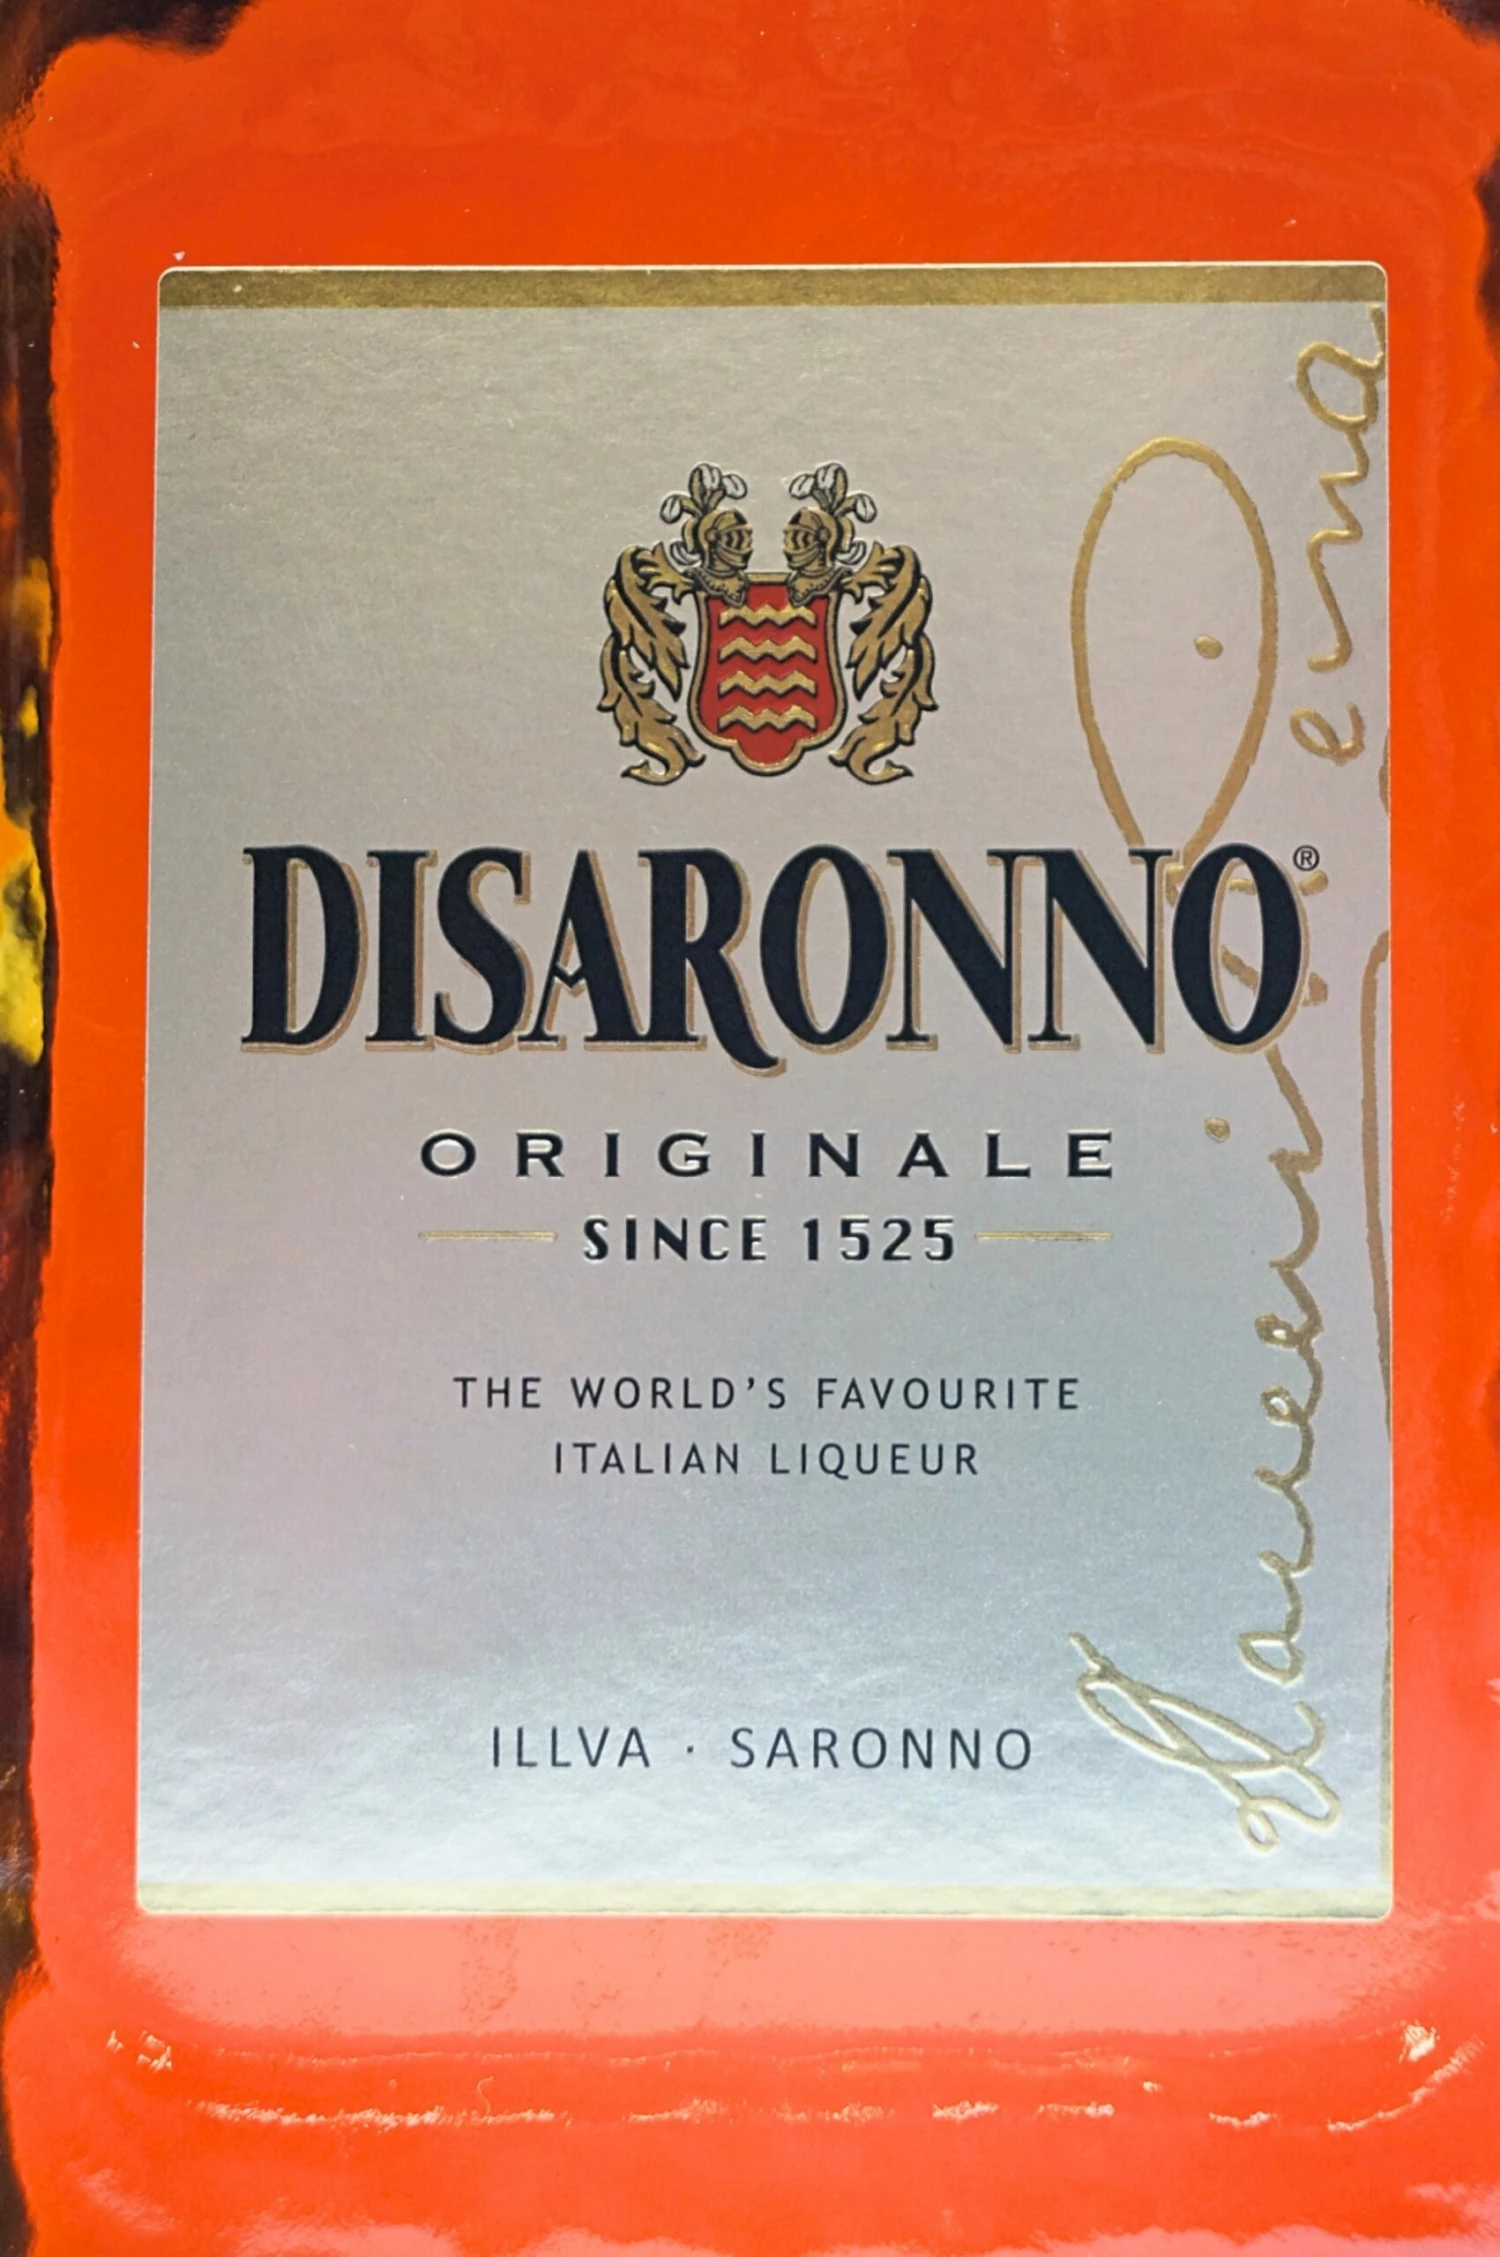 DISARONNO®
ORIGINALE
SINCE 1525
THE WORLD'S FAVOURITE
ITALIAN LIQUEUR
ILLVA · SARONNO